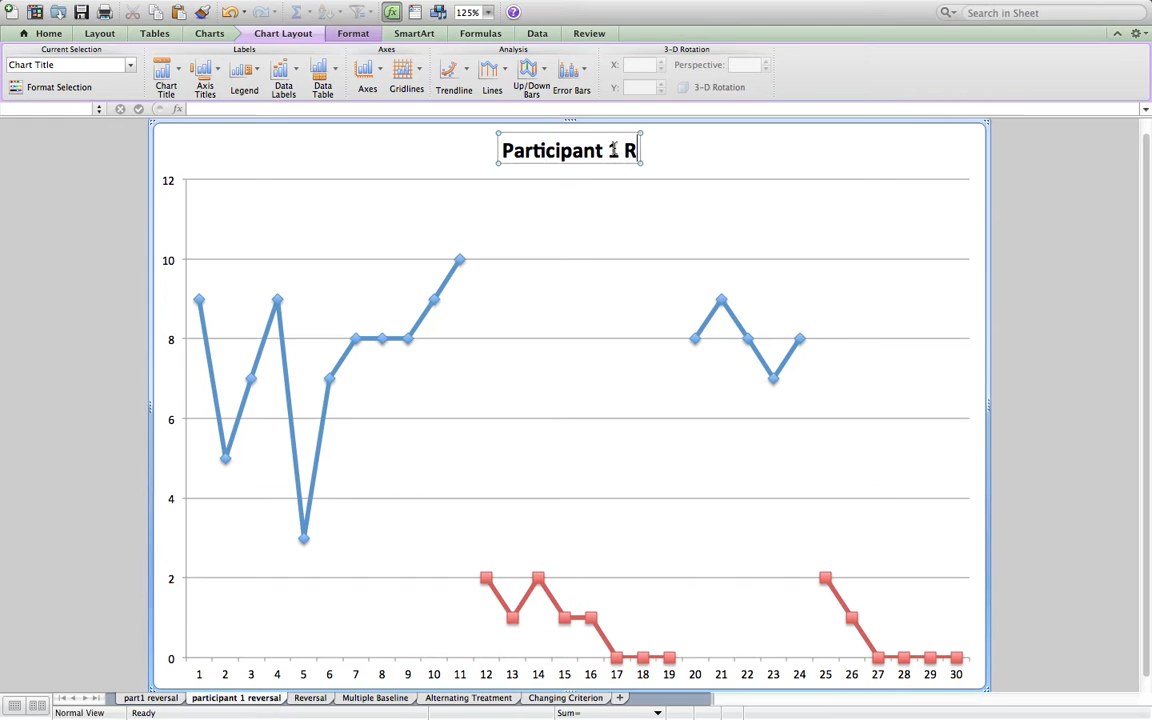 125%
Search in Sheet
Home Layout Tables Charts Chart Layout Format SmartArt Formulas Data Review
Current Selection Labels Axes Analysis 3-D Rotation
Chart Title
Format Selection
Chart Title
Axis Titles
Legend
Data Labels
Data Table
Axes
Gridlines
Trendline
Lines
Up/Down Bars
Error Bars
X:
Y:
Perspective:
3-D Rotation
fx
Participant 1 R
12
10
8
6
4
2
0
1 2 3 4 5 6 7 8 9 10 11 12 13 14 15 16 17 18 19 20 21 22 23 24 25 26 27 28 29 30
part1 reversal participant 1 reversal Reversal Multiple Baseline Alternating Treatment Changing Criterion
Normal View Ready Sum=